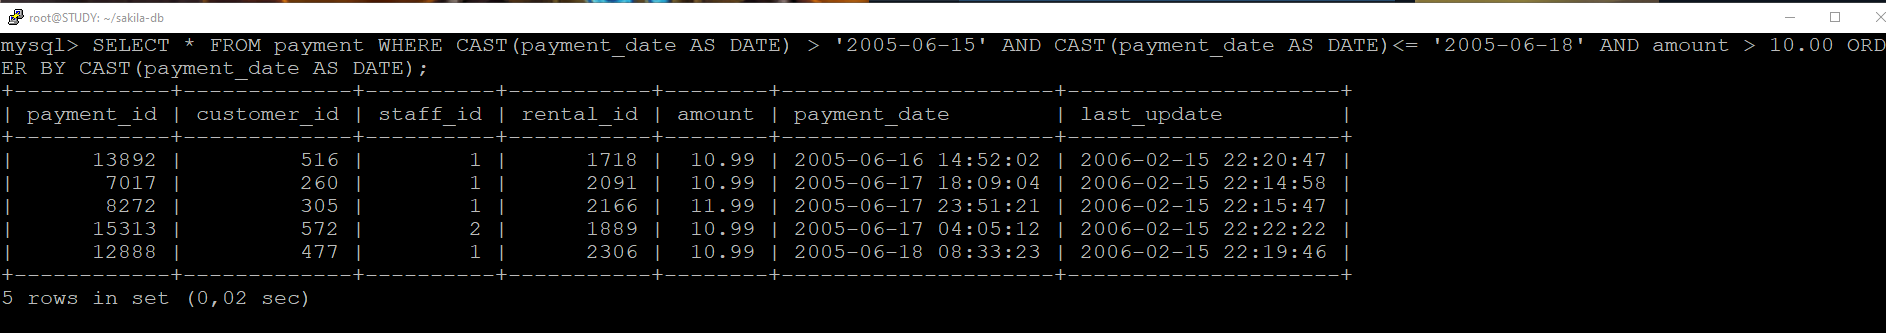 root@STUDY: ~/sakila-db
mysql> SELECT * FROM payment WHERE CAST(payment_date AS DATE) > '2005-06-15' AND CAST(payment_date AS DATE)<= '2005-06-18' AND amount > 10.00 ORD
ER BY CAST(payment_date AS DATE);
+------------+-------------+----------+-----------+--------+---------------------+---------------------+
| payment_id | customer_id | staff_id | rental_id | amount | payment_date        | last_update         |
+------------+-------------+----------+-----------+--------+---------------------+---------------------+
|      13892 |         516 |        1 |      1718 |  10.99 | 2005-06-16 14:52:02 | 2006-02-15 22:20:47 |
|       7017 |         260 |        1 |      2091 |  10.99 | 2005-06-17 18:09:04 | 2006-02-15 22:14:58 |
|       8272 |         305 |        1 |      2166 |  11.99 | 2005-06-17 23:51:21 | 2006-02-15 22:15:47 |
|      15313 |         572 |        2 |      1889 |  10.99 | 2005-06-17 04:05:12 | 2006-02-15 22:22:22 |
|      12888 |         477 |        1 |      2306 |  10.99 | 2005-06-18 08:33:23 | 2006-02-15 22:19:46 |
+------------+-------------+----------+-----------+--------+---------------------+---------------------+
5 rows in set (0,02 sec)